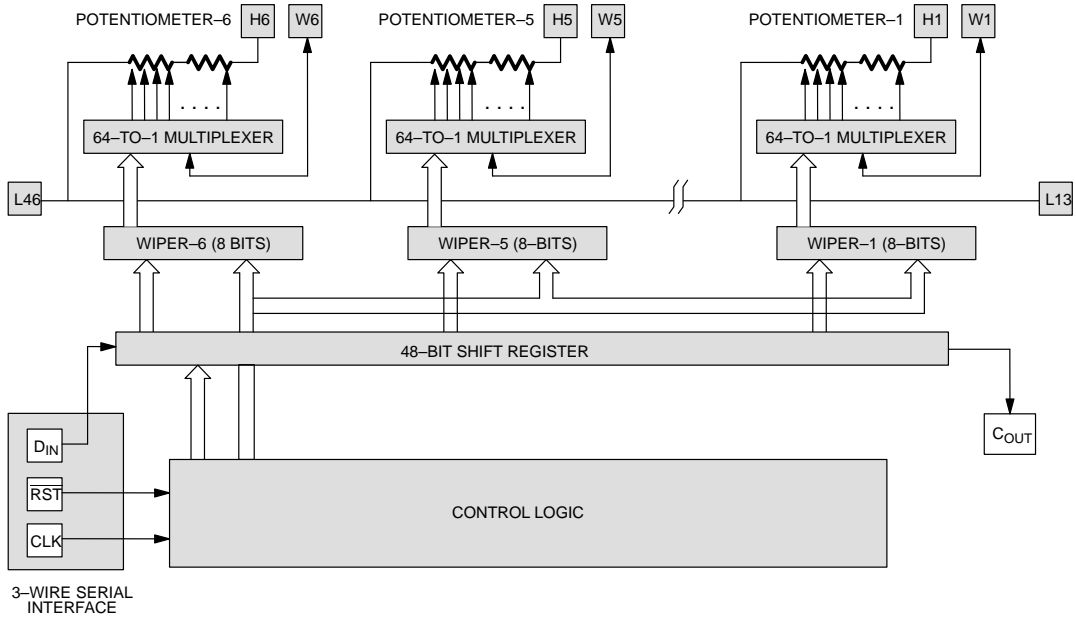 POTENTIOMETER–6 H6 W6 POTENTIOMETER–5 H5 W5 POTENTIOMETER–1 H1 W1
. . . . . . . . . . . .
64–TO–1 MULTIPLEXER 64–TO–1 MULTIPLEXER 64–TO–1 MULTIPLEXER
L46 L13
WIPER–6 (8 BITS) WIPER–5 (8–BITS) WIPER–1 (8–BITS)
48–BIT SHIFT REGISTER
DIN COUT
RST
CONTROL LOGIC
CLK
3–WIRE SERIAL
INTERFACE